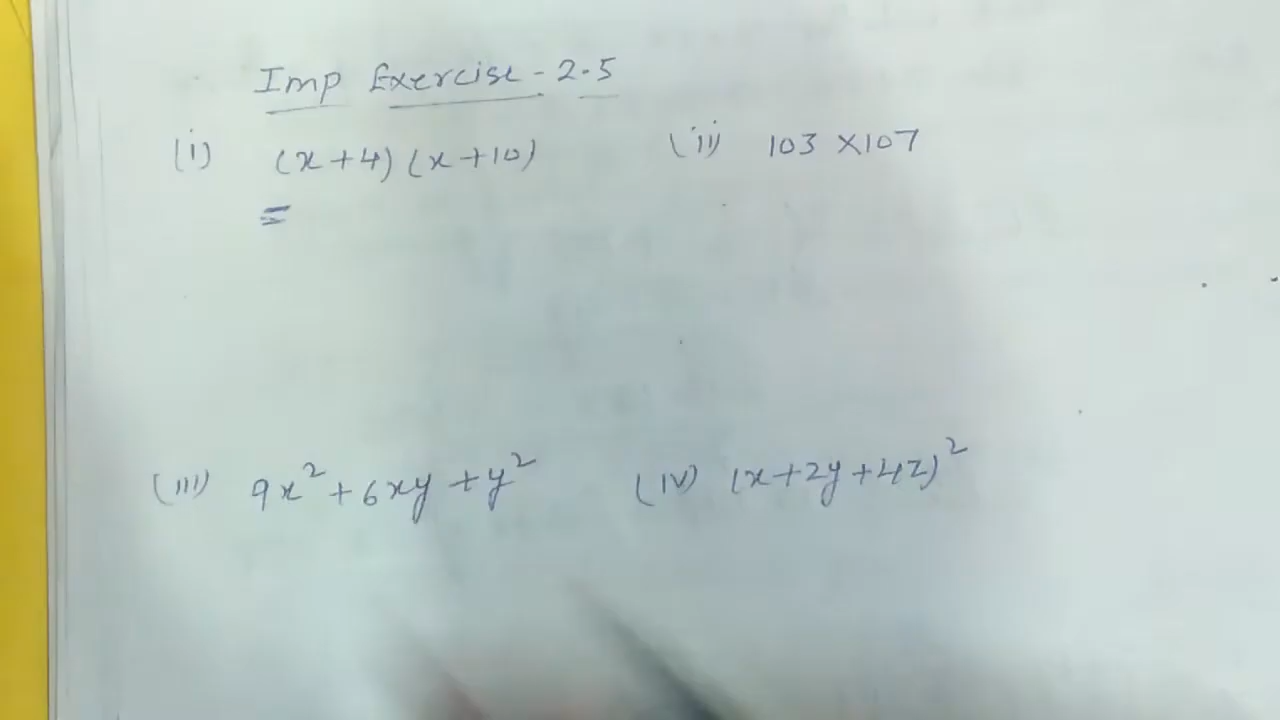 Imp Exercise - 2.5
(i) (x+4)(x+10) (ii) 103 ×107
=
(iii) 9x²+6xy+y² (iv) (x+2y+4z)²